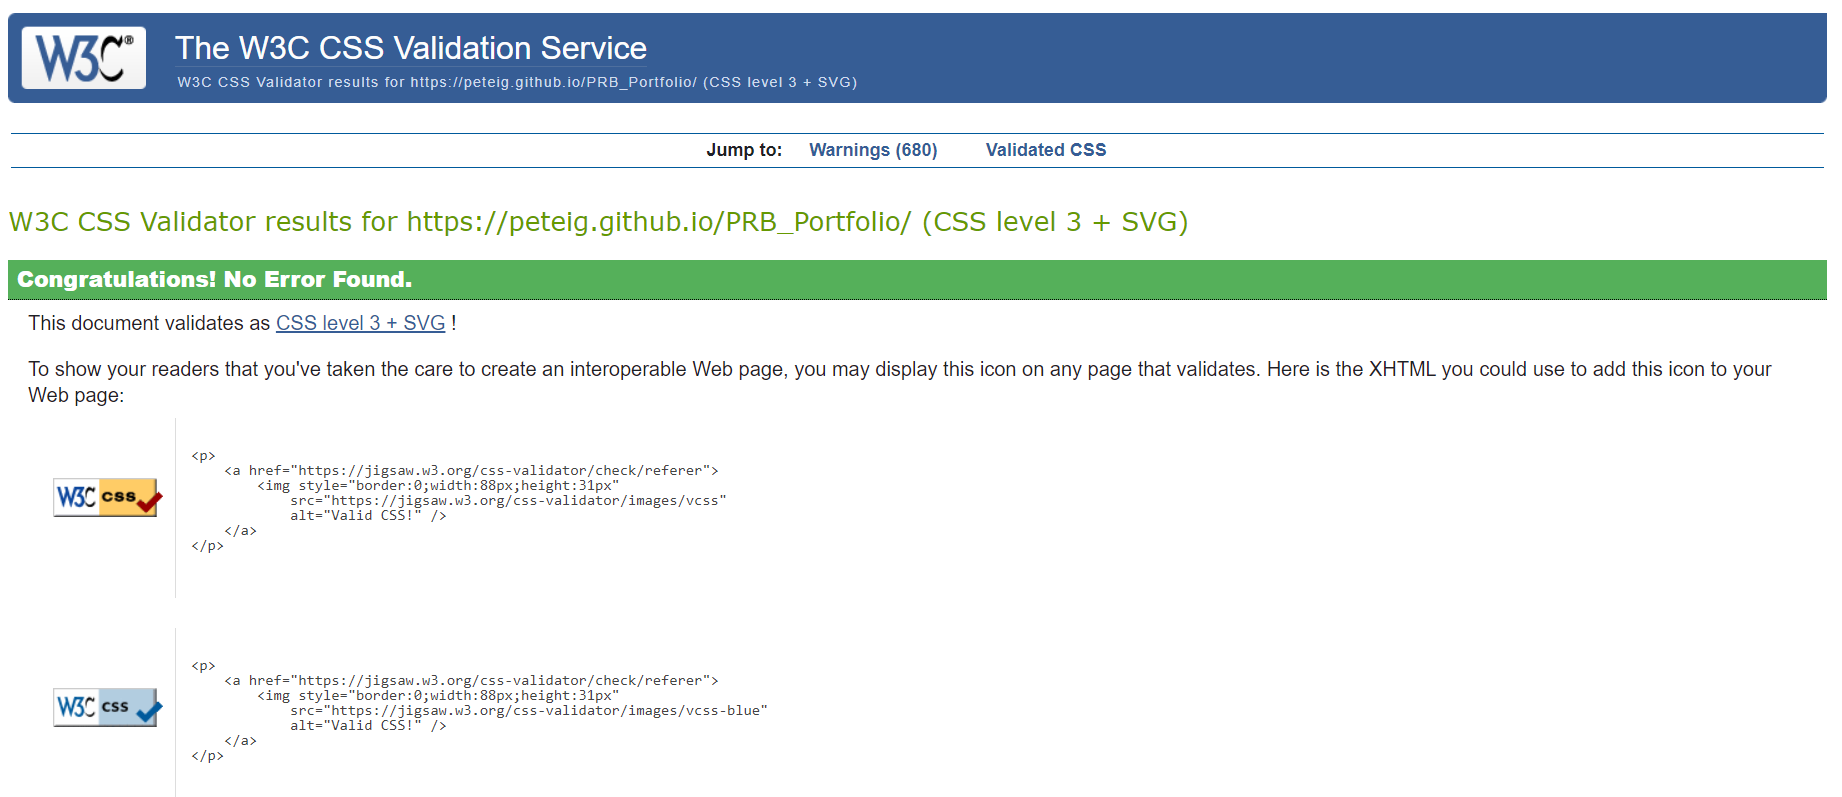 W3C®
The W3C CSS Validation Service
W3C CSS Validator results for https://peteig.github.io/PRB_Portfolio/ (CSS level 3 + SVG)
Jump to: Warnings (680) Validated CSS
W3C CSS Validator results for https://peteig.github.io/PRB_Portfolio/ (CSS level 3 + SVG)
Congratulations! No Error Found.
This document validates as CSS level 3 + SVG !
To show your readers that you've taken the care to create an interoperable Web page, you may display this icon on any page that validates. Here is the XHTML you could use to add this icon to your
Web page:
W3C css
<p>
    <a href="https://jigsaw.w3.org/css-validator/check/referer">
        <img style="border:0;width:88px;height:31px"
            src="https://jigsaw.w3.org/css-validator/images/vcss"
            alt="Valid CSS!" />
    </a>
</p>
W3C css
<p>
    <a href="https://jigsaw.w3.org/css-validator/check/referer">
        <img style="border:0;width:88px;height:31px"
            src="https://jigsaw.w3.org/css-validator/images/vcss-blue"
            alt="Valid CSS!" />
    </a>
</p>